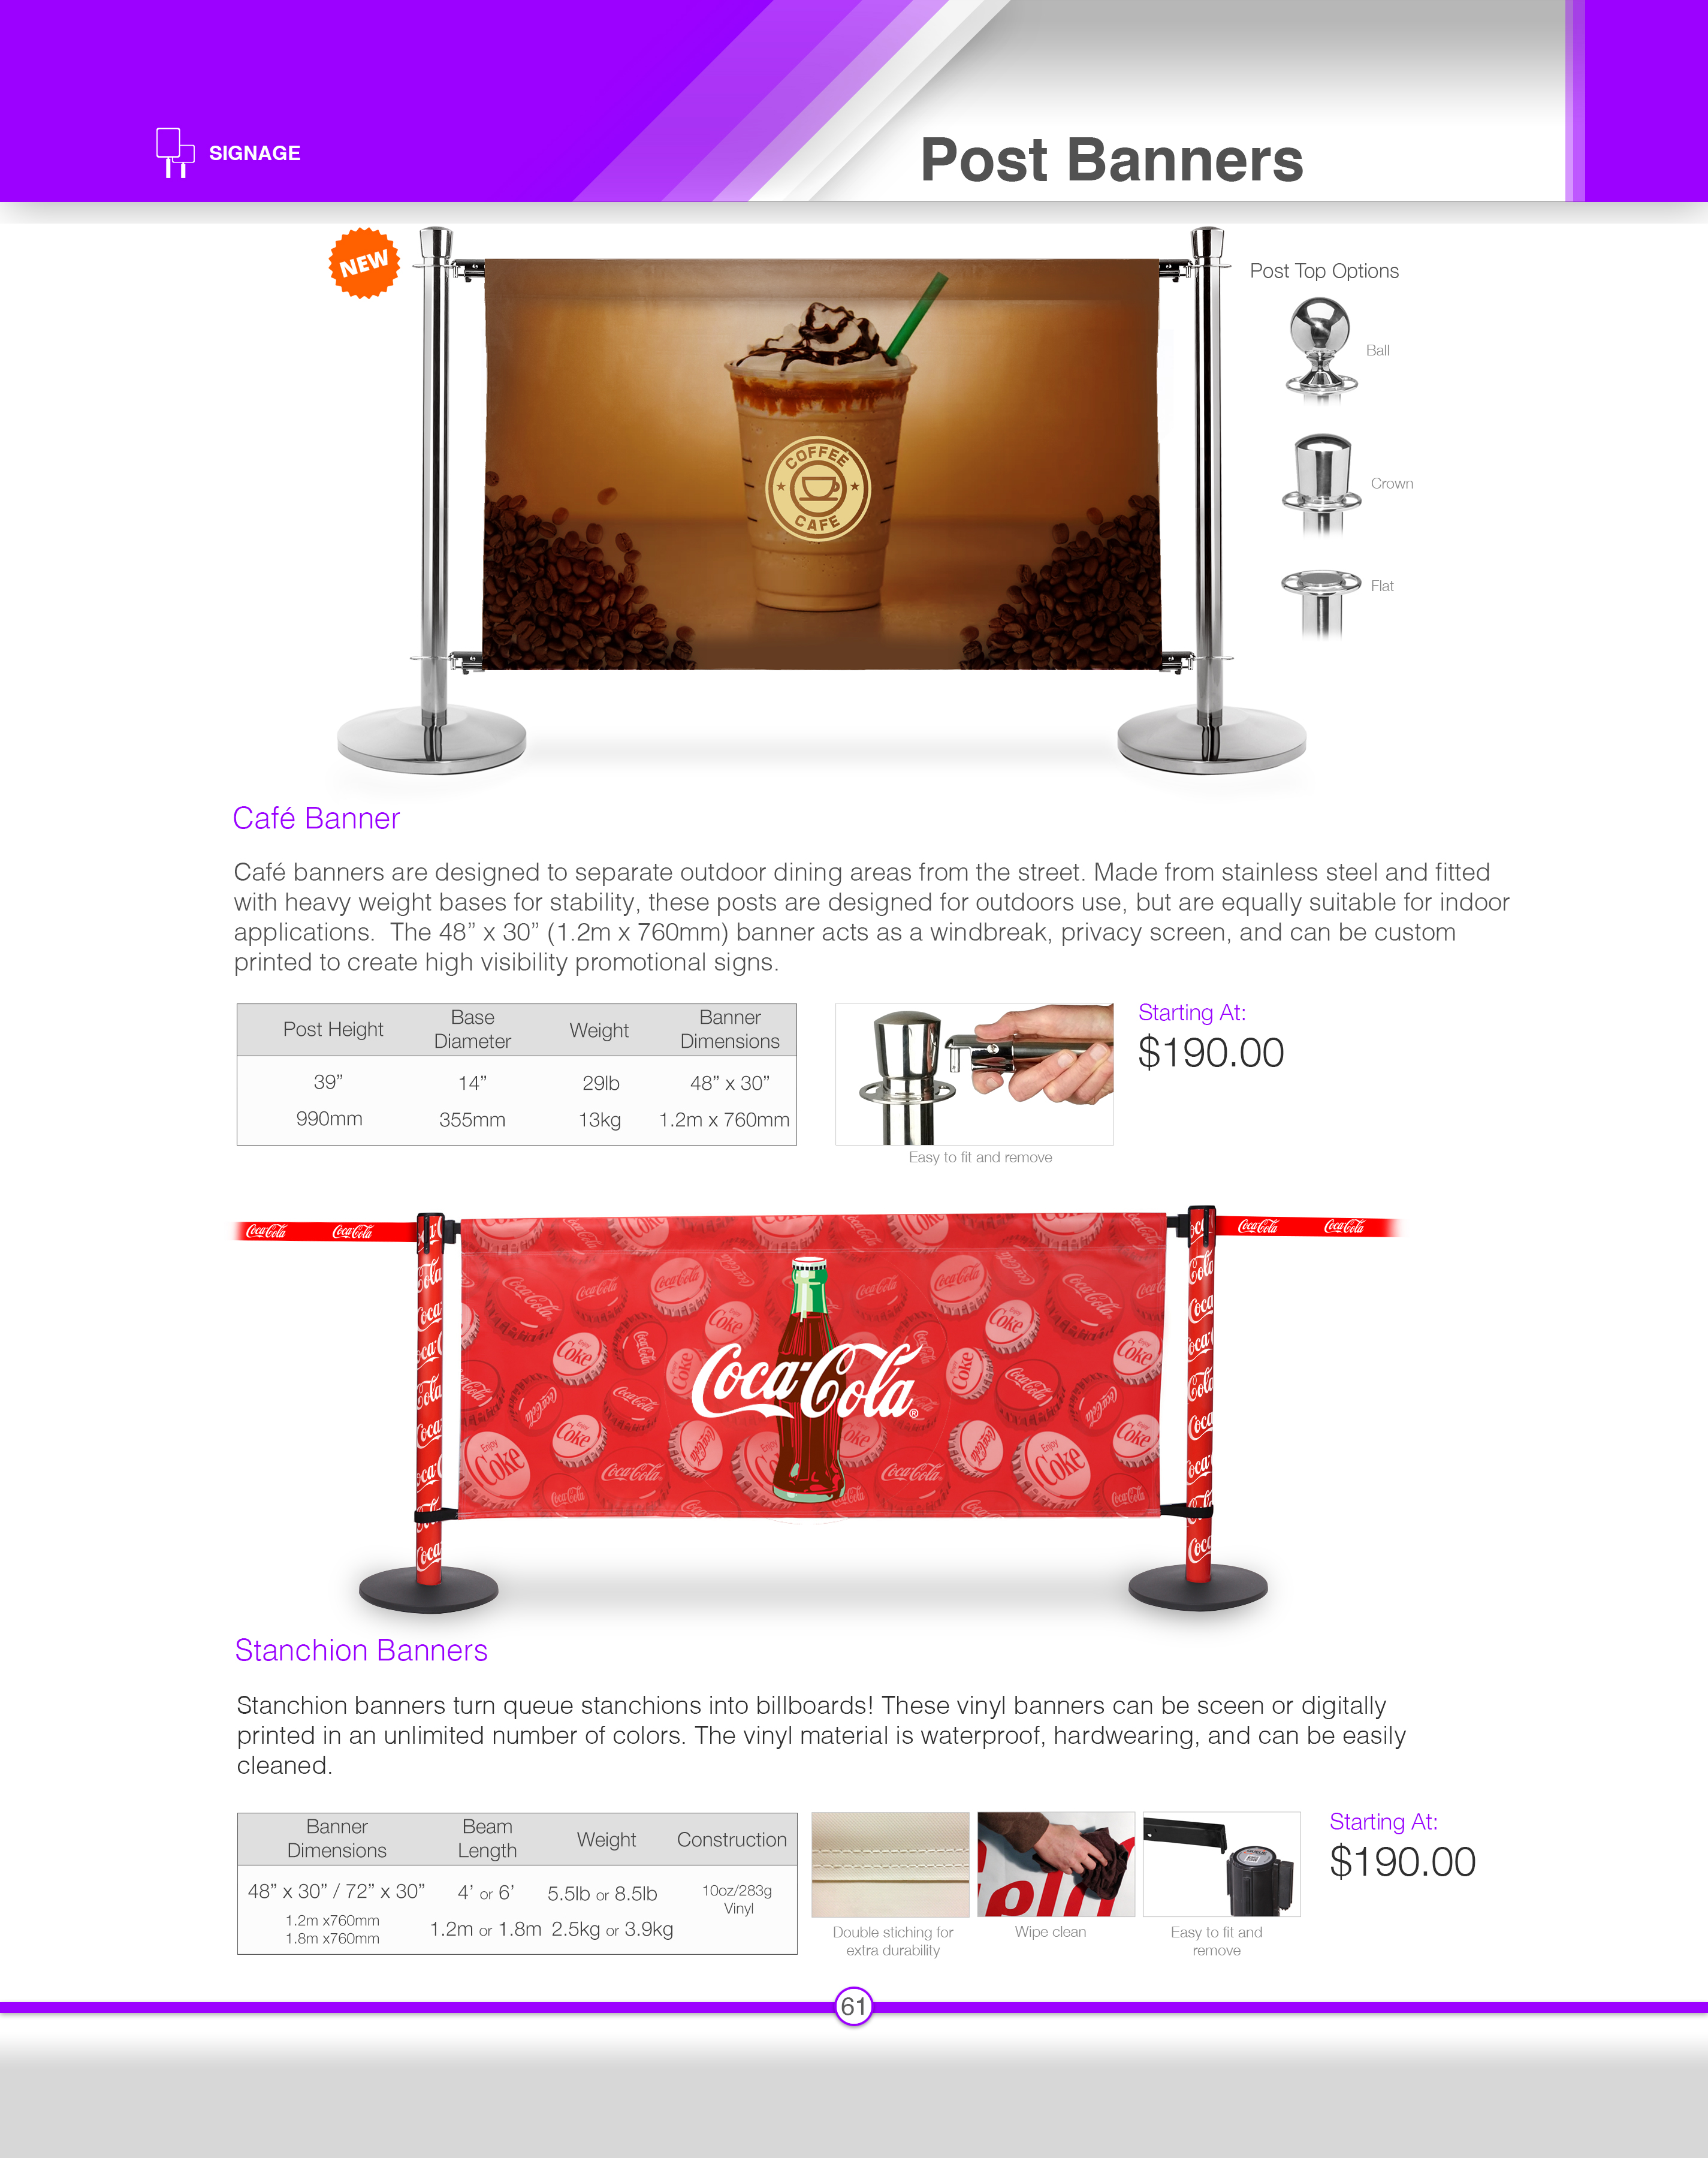 SIGNAGE
Post Banners
NEW
Post Top Options
Ball
COFFEE
CAFE
Crown
Flat
Café Banner
Café banners are designed to separate outdoor dining areas from the street. Made from stainless steel and fitted
with heavy weight bases for stability, these posts are designed for outdoors use, but are equally suitable for indoor
applications.  The 48” x 30” (1.2m x 760mm) banner acts as a windbreak, privacy screen, and can be custom
printed to create high visibility promotional signs.
Post Height Base Diameter Weight Banner Dimensions
39” 14” 29lb 48” x 30”
990mm 355mm 13kg 1.2m x 760mm
Easy to fit and remove
Starting At:
$190.00
Coca-Cola Coca-Cola
Coca-Cola Coca-Cola
Coca-Cola®
Enjoy Coke
Stanchion Banners
Stanchion banners turn queue stanchions into billboards! These vinyl banners can be sceen or digitally
printed in an unlimited number of colors. The vinyl material is waterproof, hardwearing, and can be easily
cleaned.
Banner Dimensions Beam Length Weight Construction
48” x 30” / 72” x 30” 4’ or 6’ 5.5lb or 8.5lb 10oz/283g Vinyl
1.2m x760mm
1.8m x760mm
1.2m or 1.8m 2.5kg or 3.9kg
Double stiching for
extra durability
Wipe clean
Easy to fit and
remove
Starting At:
$190.00
61